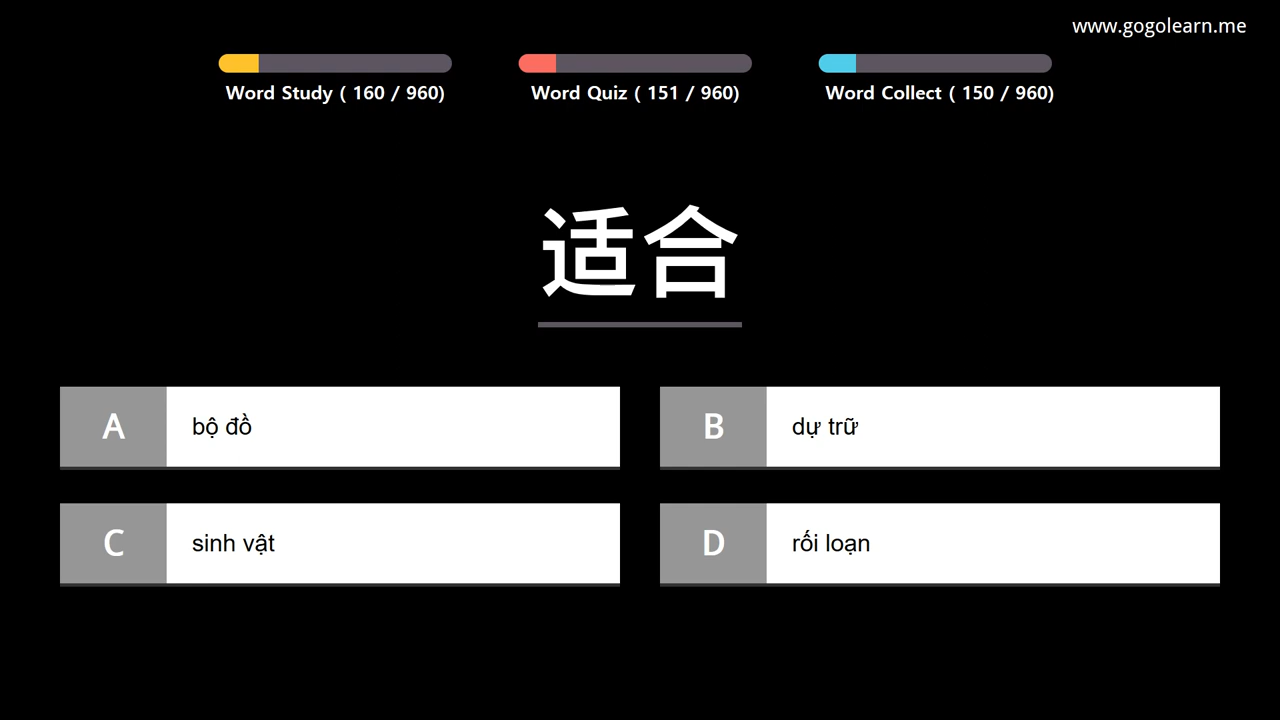 www.gogolearn.me
Word Study ( 160 / 960)
Word Quiz ( 151 / 960)
Word Collect ( 150 / 960)
适合
A bộ đồ
B dự trữ
C sinh vật
D rối loạn